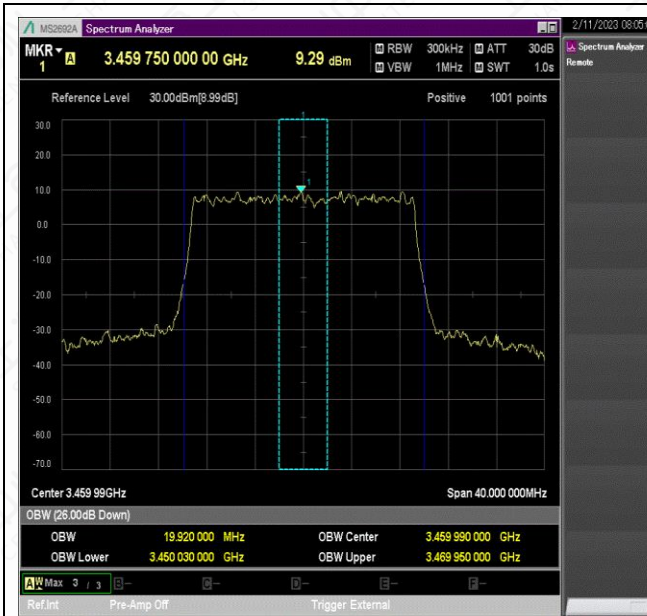 MS2692A Spectrum Analyzer
2/11/2023 08:05:
MKR 1 A 3.459 750 000 00 GHz 9.29 dBm
RBW 300kHz ATT 30dB
VBW 1MHz SWT 1.0s
Spectrum Analyzer
Remote
Reference Level 30.00dBm[8.99dB] Positive 1001 points
1
30.0
20.0
10.0
1
0.0
-10.0
-20.0
-30.0
-40.0
-50.0
-60.0
-70.0
Center 3.459 99GHz Span 40.000 000MHz
OBW (26.00dB Down)
OBW 19.920 000 MHz OBW Center 3.459 990 000 GHz
OBW Lower 3.450 030 000 GHz OBW Upper 3.469 950 000 GHz
A W Max 3 / 3 B- C- D- E- F-
Ref.Int Pre-Amp Off Trigger External